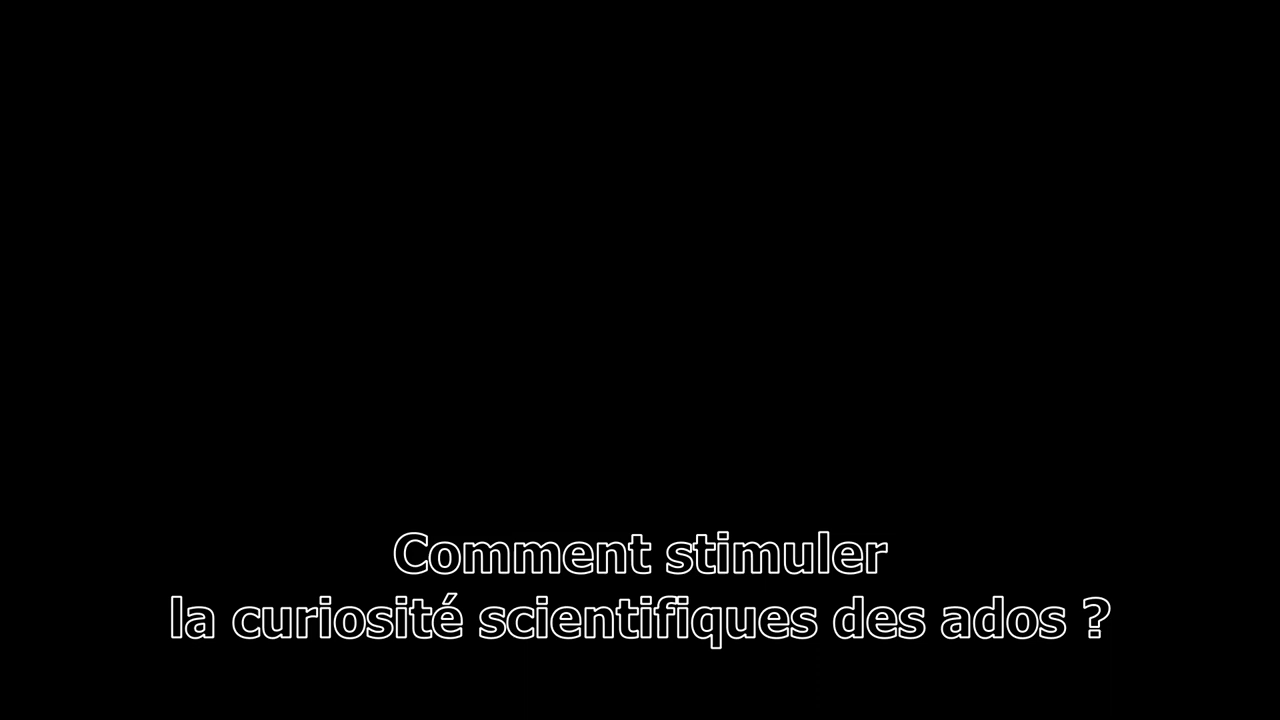 Comment stimuler
la curiosité scientifiques des ados ?